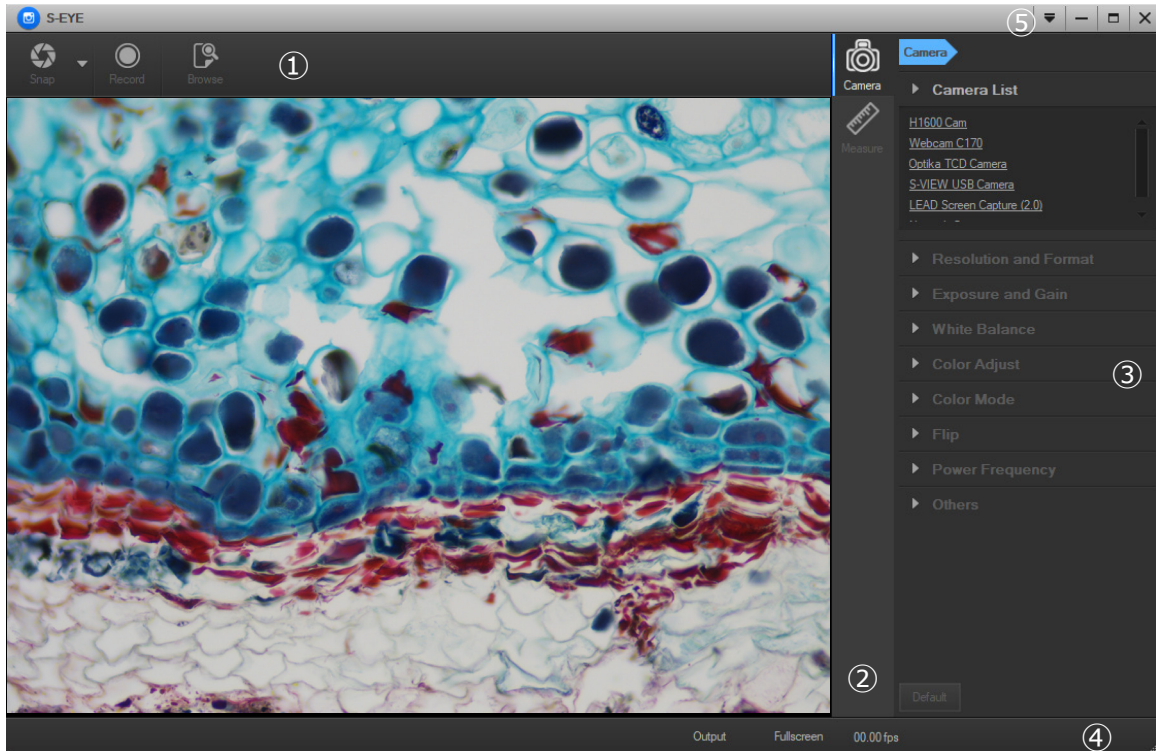 S-EYE
⑤
Snap
Record
Browse
①
Camera
Measure
Camera
Camera List
H1600 Cam
Webcam C170
Optika TCD Camera
S-VIEW USB Camera
LEAD Screen Capture (2.0)
Resolution and Format
Exposure and Gain
White Balance
Color Adjust
③
Color Mode
Flip
Power Frequency
Others
②
Default
Output
Fullscreen
00.00 fps
④